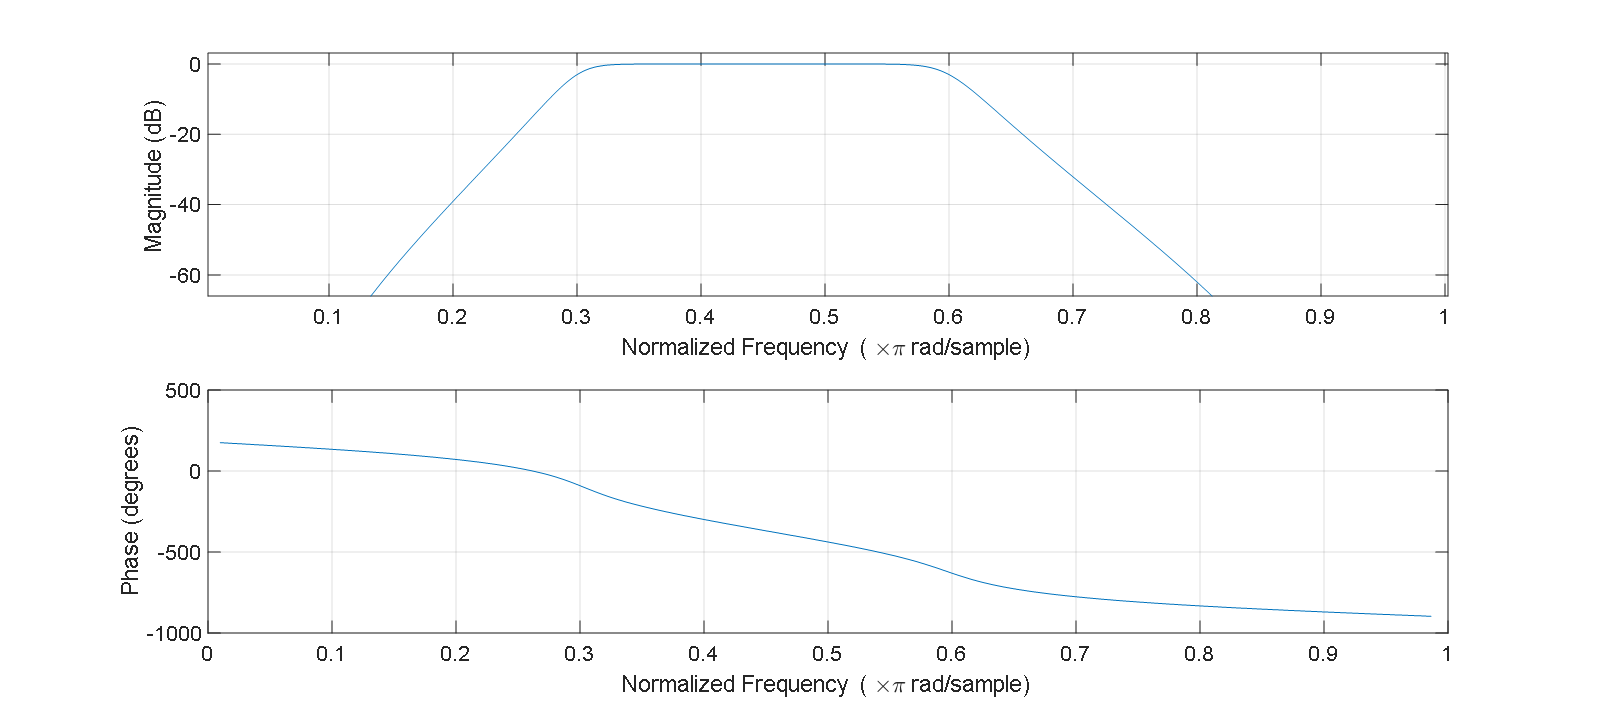 Magnitude (dB)
0
-20
-40
-60
0.1 0.2 0.3 0.4 0.5 0.6 0.7 0.8 0.9 1
Normalized Frequency ( ×π rad/sample)
Phase (degrees)
500
0
-500
-1000
0 0.1 0.2 0.3 0.4 0.5 0.6 0.7 0.8 0.9 1
Normalized Frequency ( ×π rad/sample)